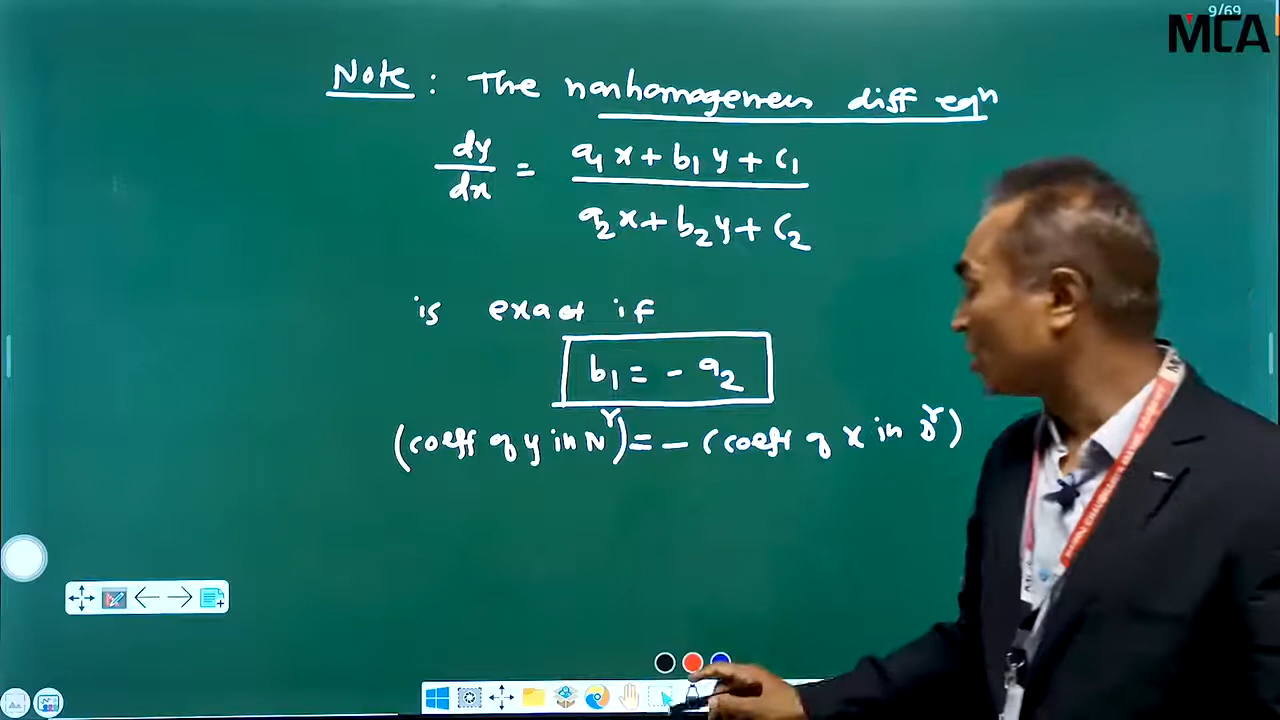 9/69
MCA
Note : The nonhomogeneous diff eqⁿ
dy/dx = a₁x + b₁y + c₁ / a₂x + b₂y + c₂
is exact if
b₁ = - a₂
(coeff of y in Nʳ) = - (coeff of x in Dʳ)